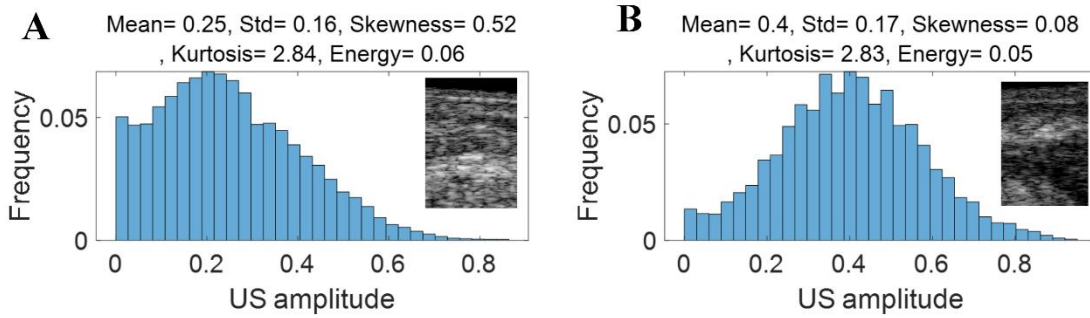 A
Mean= 0.25, Std= 0.16, Skewness= 0.52
, Kurtosis= 2.84, Energy= 0.06
Frequency
0.05
0
0
0.2
0.4
0.6
0.8
US amplitude
B
Mean= 0.4, Std= 0.17, Skewness= 0.08
, Kurtosis= 2.83, Energy= 0.05
Frequency
0.05
0
0
0.2
0.4
0.6
0.8
US amplitude